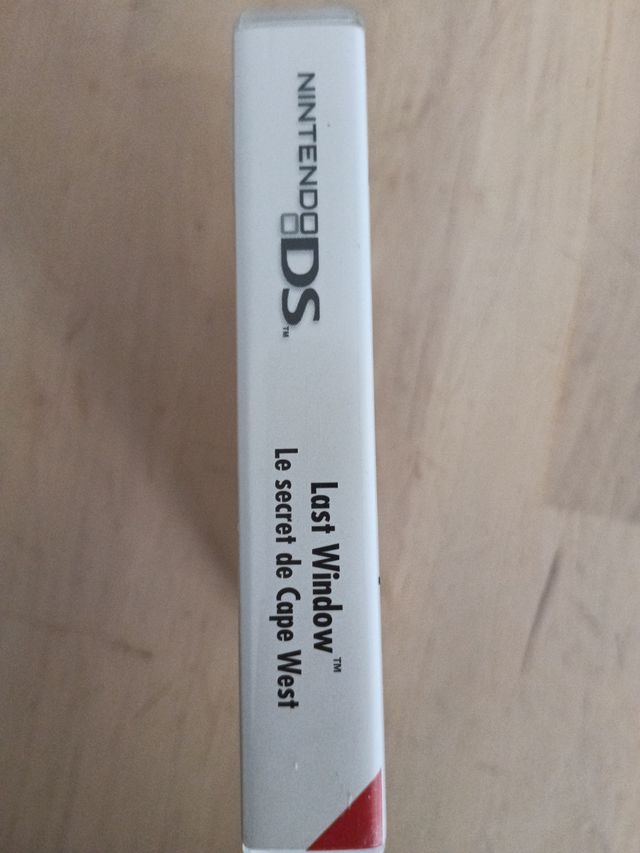 NINTENDO DS™
Last Window™
Le secret de Cape West